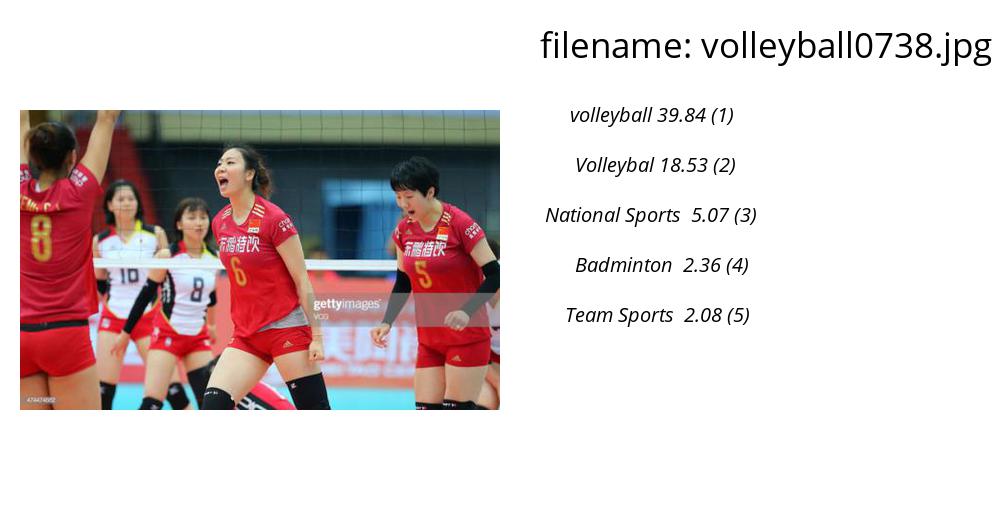 filename: volleyball0738.jpg
volleyball 39.84 (1)
Volleybal 18.53 (2)
National Sports 5.07 (3)
Badminton 2.36 (4)
Team Sports 2.08 (5)
8
10
8
东鹏特饮
6
东鹏特饮
5
gettyimages®
VCG